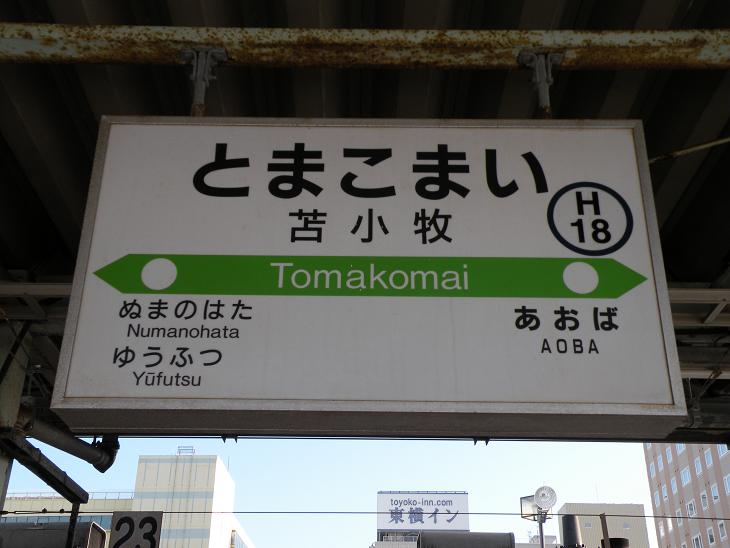 とまこまい
苫小牧
H
18
Tomakomai
ぬまのはた
Numanohata
ゆうふつ
Yūfutsu
あおば
AOBA
toyoko-inn.com
東横イン
23